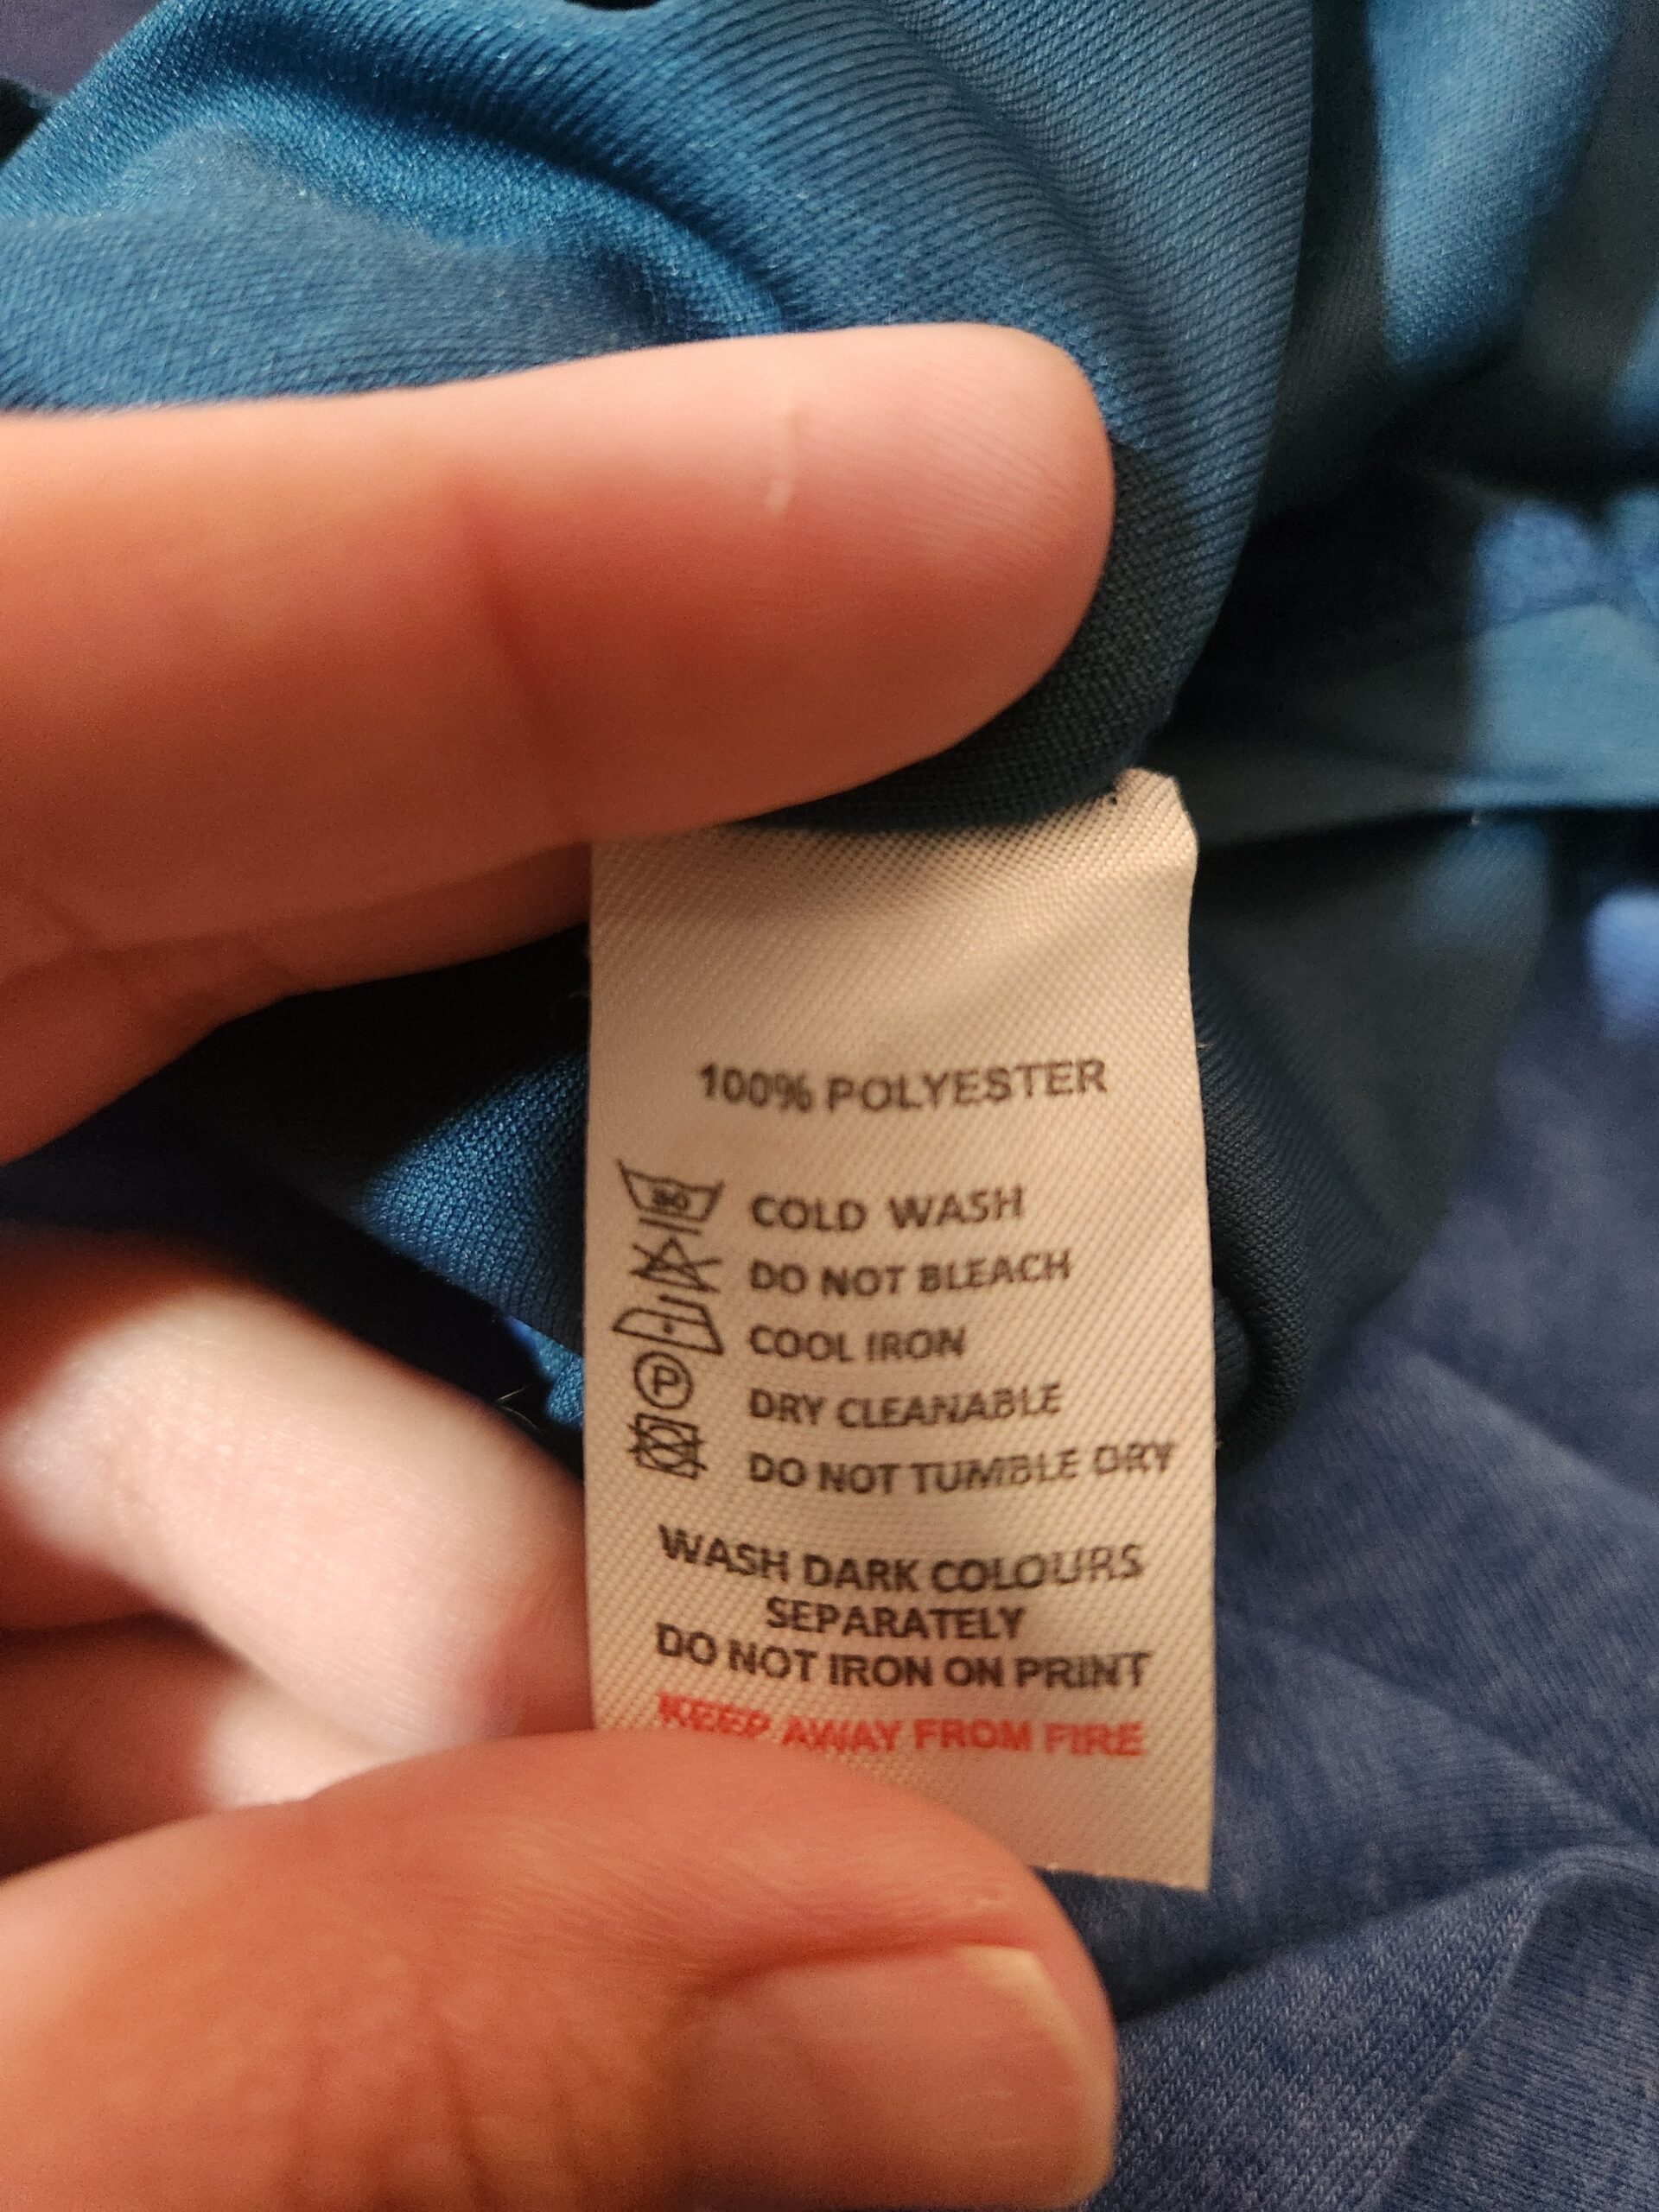 100% POLYESTER
COLD WASH
DO NOT BLEACH
COOL IRON
P
DRY CLEANABLE
DO NOT TUMBLE DRY
WASH DARK COLOURS
SEPARATELY
DO NOT IRON ON PRINT
KEEP AWAY FROM FIRE